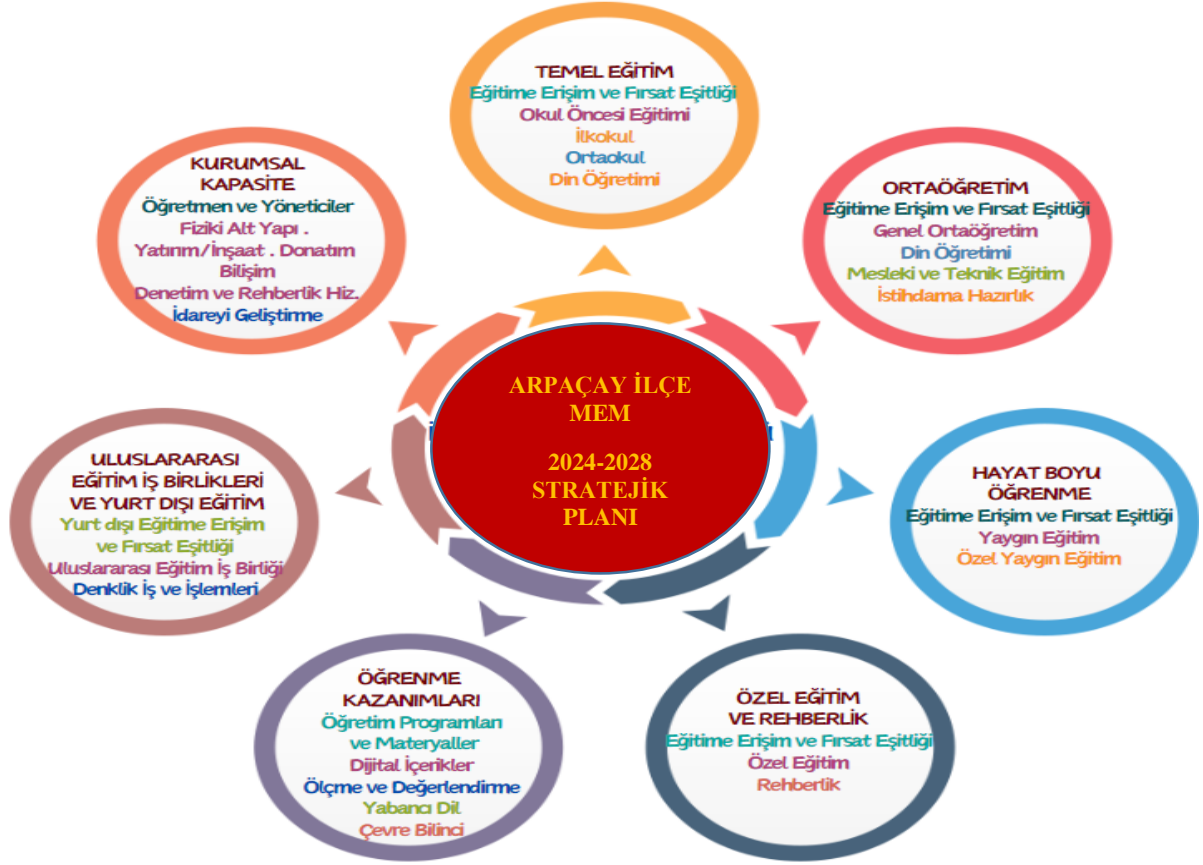 TEMEL EĞİTİM
Eğitime Erişim ve Fırsat Eşitliği
Okul Öncesi Eğitimi
İlkokul
Ortaokul
Din Öğretimi
KURUMSAL
KAPASİTE
Öğretmen ve Yöneticiler
Fiziki Alt Yapı .
Yatırım/İnşaat . Donatım
Bilişim
Denetim ve Rehberlik Hiz.
İdareyi Geliştirme
ORTAÖĞRETİM
Eğitime Erişim ve Fırsat Eşitliği
Genel Ortaöğretim
Din Öğretimi
Mesleki ve Teknik Eğitim
İstihdama Hazırlık
ARPAÇAY İLÇE
MEM
2024-2028
STRATEJİK
PLANI
ULUSLARARASI
EĞİTİM İŞ BİRLİKLERİ
VE YURT DIŞI EĞİTİM
Yurt dışı Eğitime Erişim
ve Fırsat Eşitliği
Uluslararası Eğitim İş Birliği
Denklik İş ve İşlemleri
HAYAT BOYU
ÖĞRENME
Eğitime Erişim ve Fırsat Eşitliği
Yaygın Eğitim
Özel Yaygın Eğitim
ÖĞRENME
KAZANIMLARI
Öğretim Programları
ve Materyaller
Dijital İçerikler
Ölçme ve Değerlendirme
Yabancı Dil
Çevre Bilinci
ÖZEL EĞİTİM
VE REHBERLİK
Eğitime Erişim ve Fırsat Eşitliği
Özel Eğitim
Rehberlik